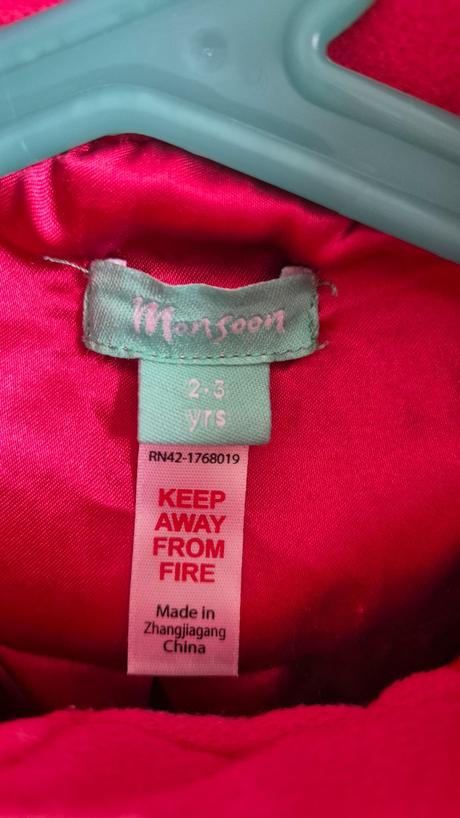 Monsoon
2-3
yrs
RN42-1768019
KEEP
AWAY
FROM
FIRE
Made in
Zhangjiagang
China